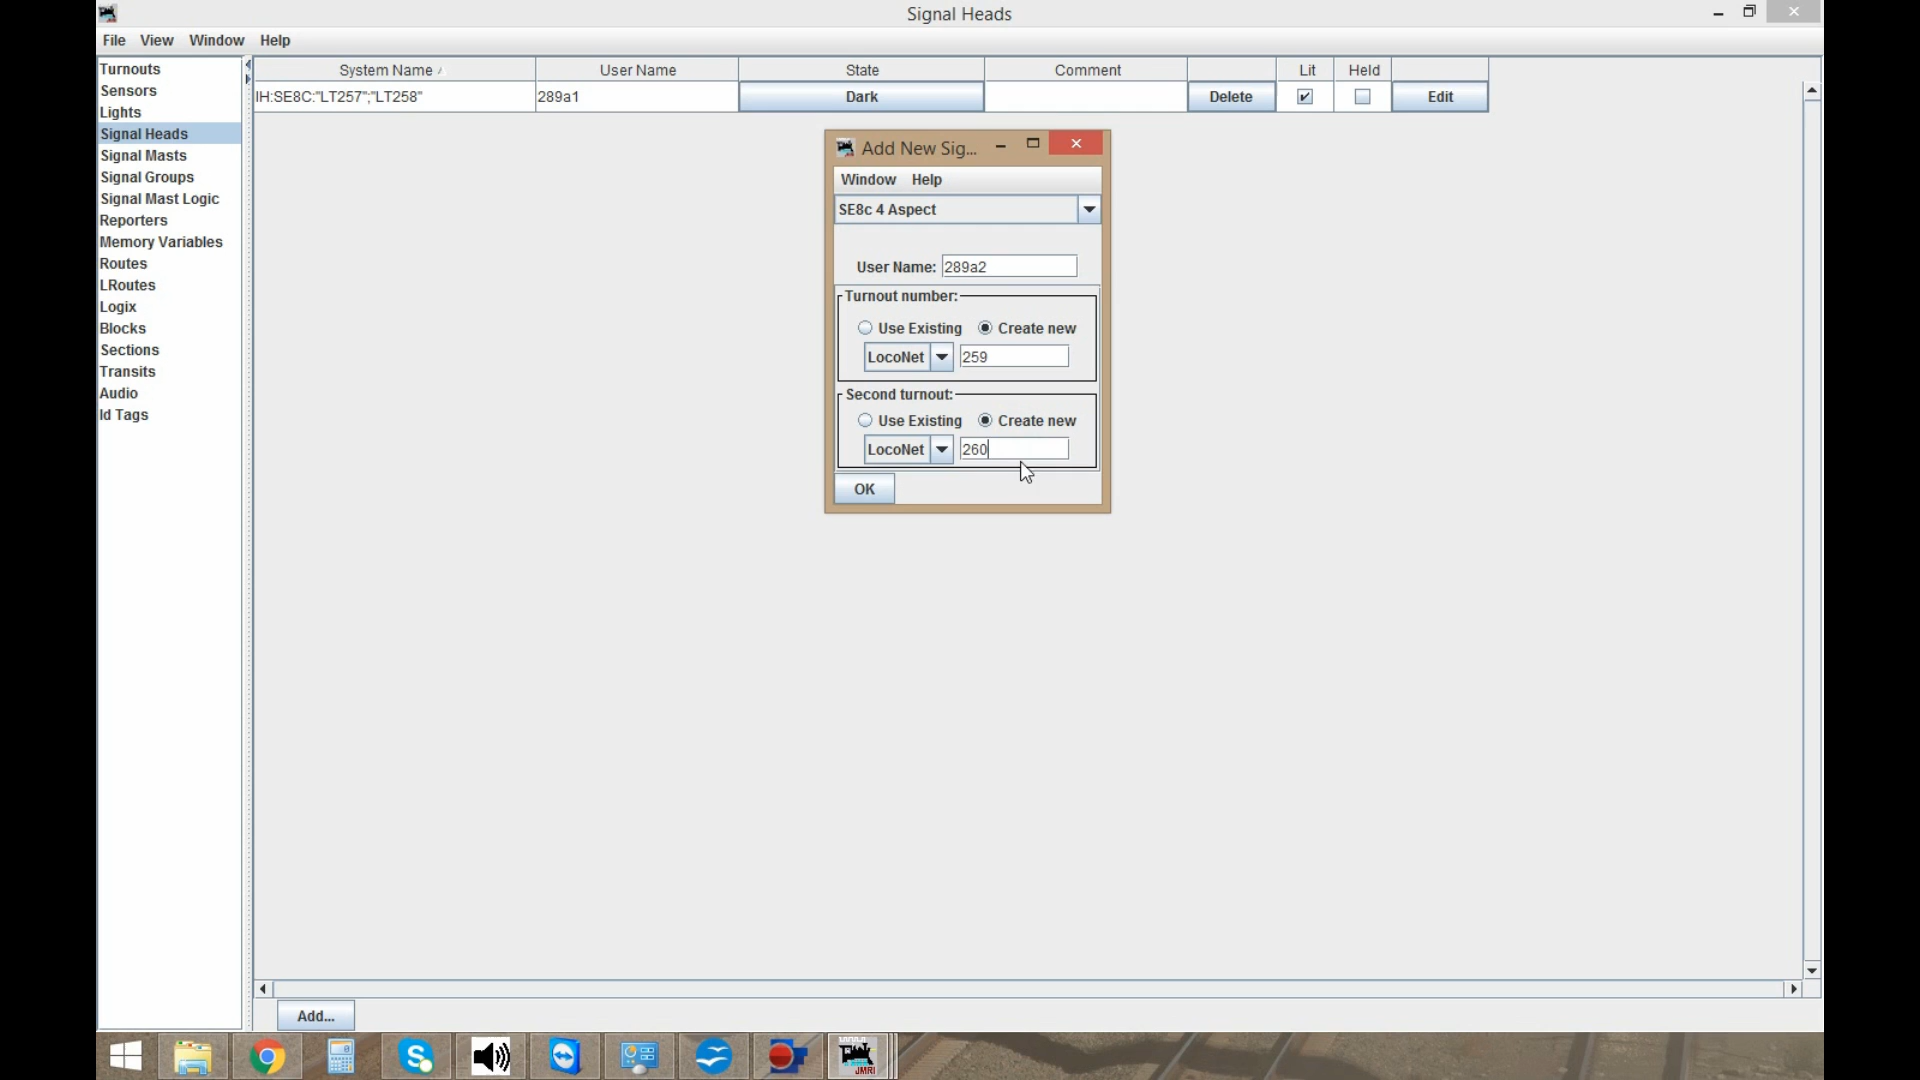 Signal Heads
File View Window Help
Turnouts
Sensors
Lights
Signal Heads
Signal Masts
Signal Groups
Signal Mast Logic
Reporters
Memory Variables
Routes
LRoutes
Logix
Blocks
Sections
Transits
Audio
Id Tags
System Name User Name State Comment Lit Held
IH:SE8C:"LT257";"LT258" 289a1 Dark Delete Edit
Add New Sig...
Window Help
SE8c 4 Aspect
User Name: 289a2
Turnout number:
Use Existing Create new
LocoNet 259
Second turnout:
Use Existing Create new
LocoNet 260
OK
Add...
JMRI